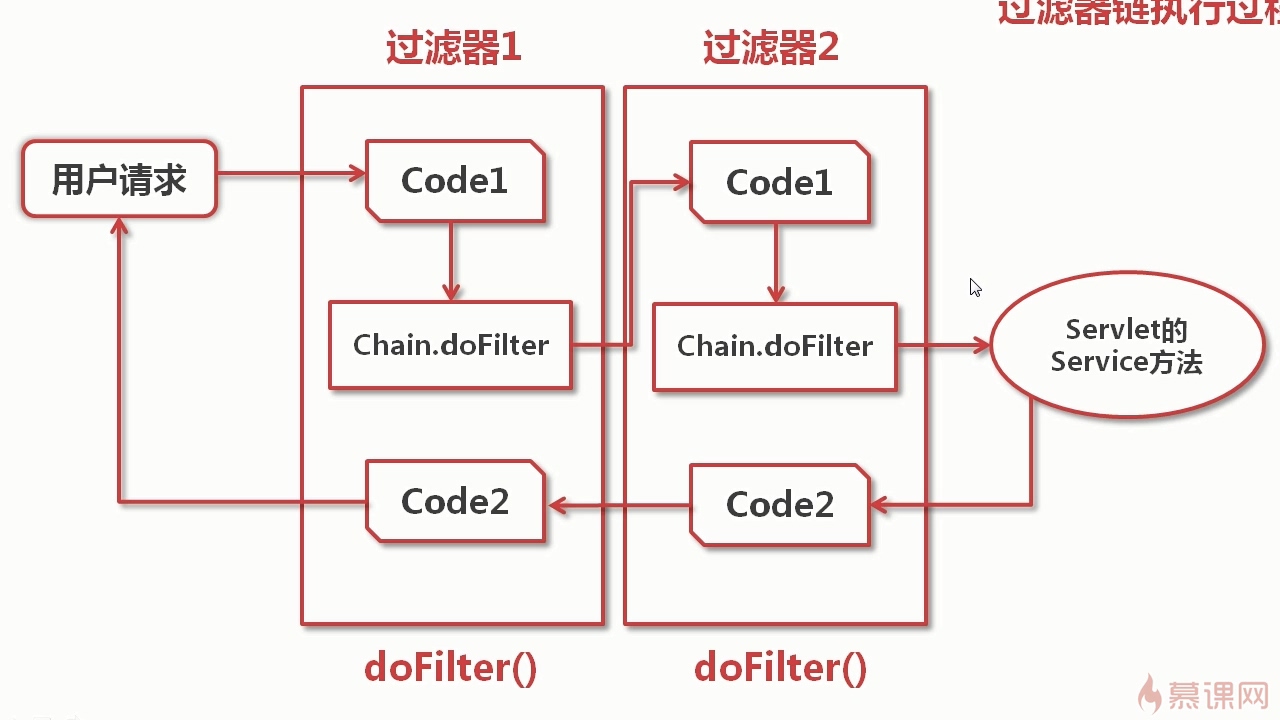 过滤器链执行过程
过滤器1
过滤器2
用户请求
Code1
Code1
Chain.doFilter
Chain.doFilter
Servlet的
Service方法
Code2
Code2
doFilter()
doFilter()
慕课网